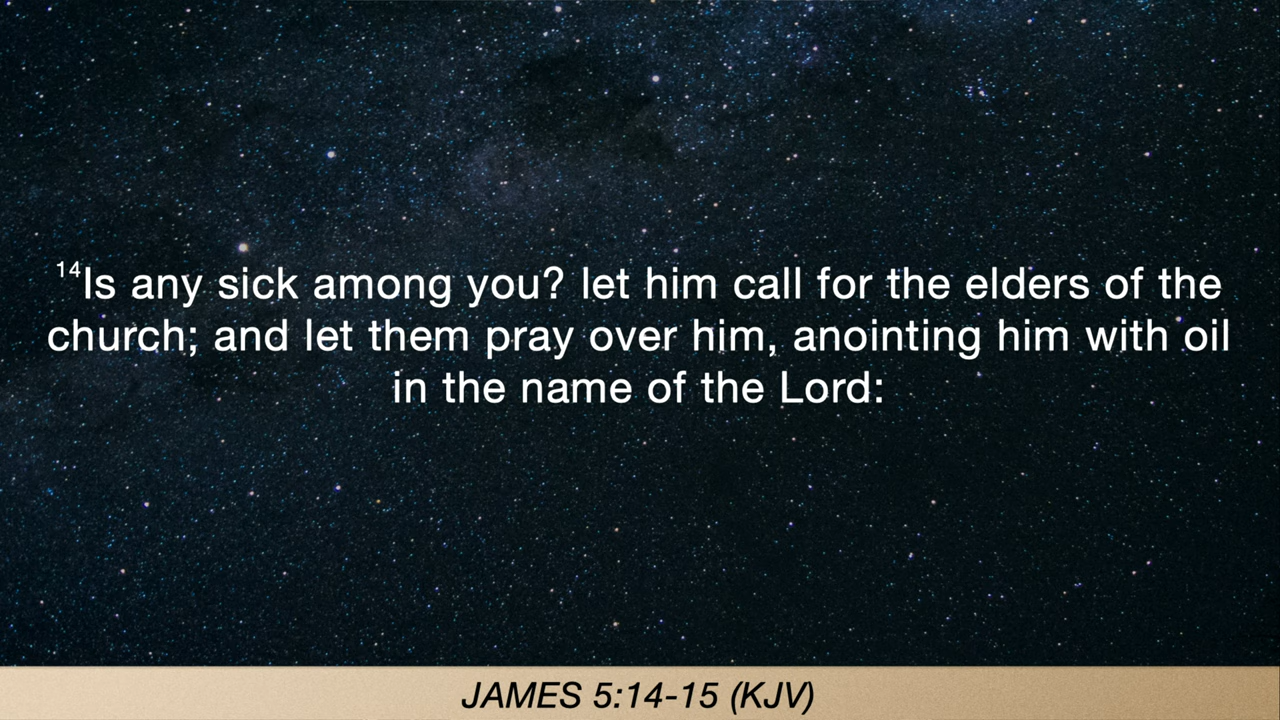 14Is any sick among you? let him call for the elders of the
church; and let them pray over him, anointing him with oil
in the name of the Lord:
JAMES 5:14-15 (KJV)